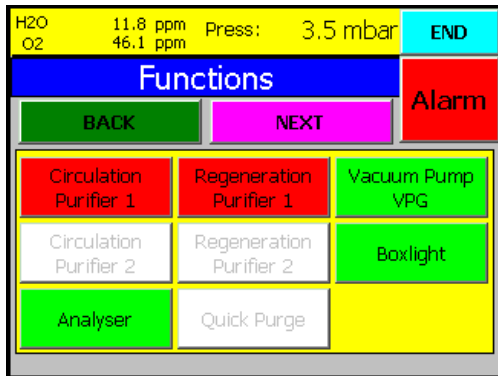 H2O 11.8 ppm Press: 3.5 mbar END
O2 46.1 ppm
Functions
Alarm
BACK NEXT
Circulation Purifier 1
Regeneration Purifier 1
Vacuum Pump VPG
Circulation Purifier 2
Regeneration Purifier 2
Boxlight
Analyser
Quick Purge